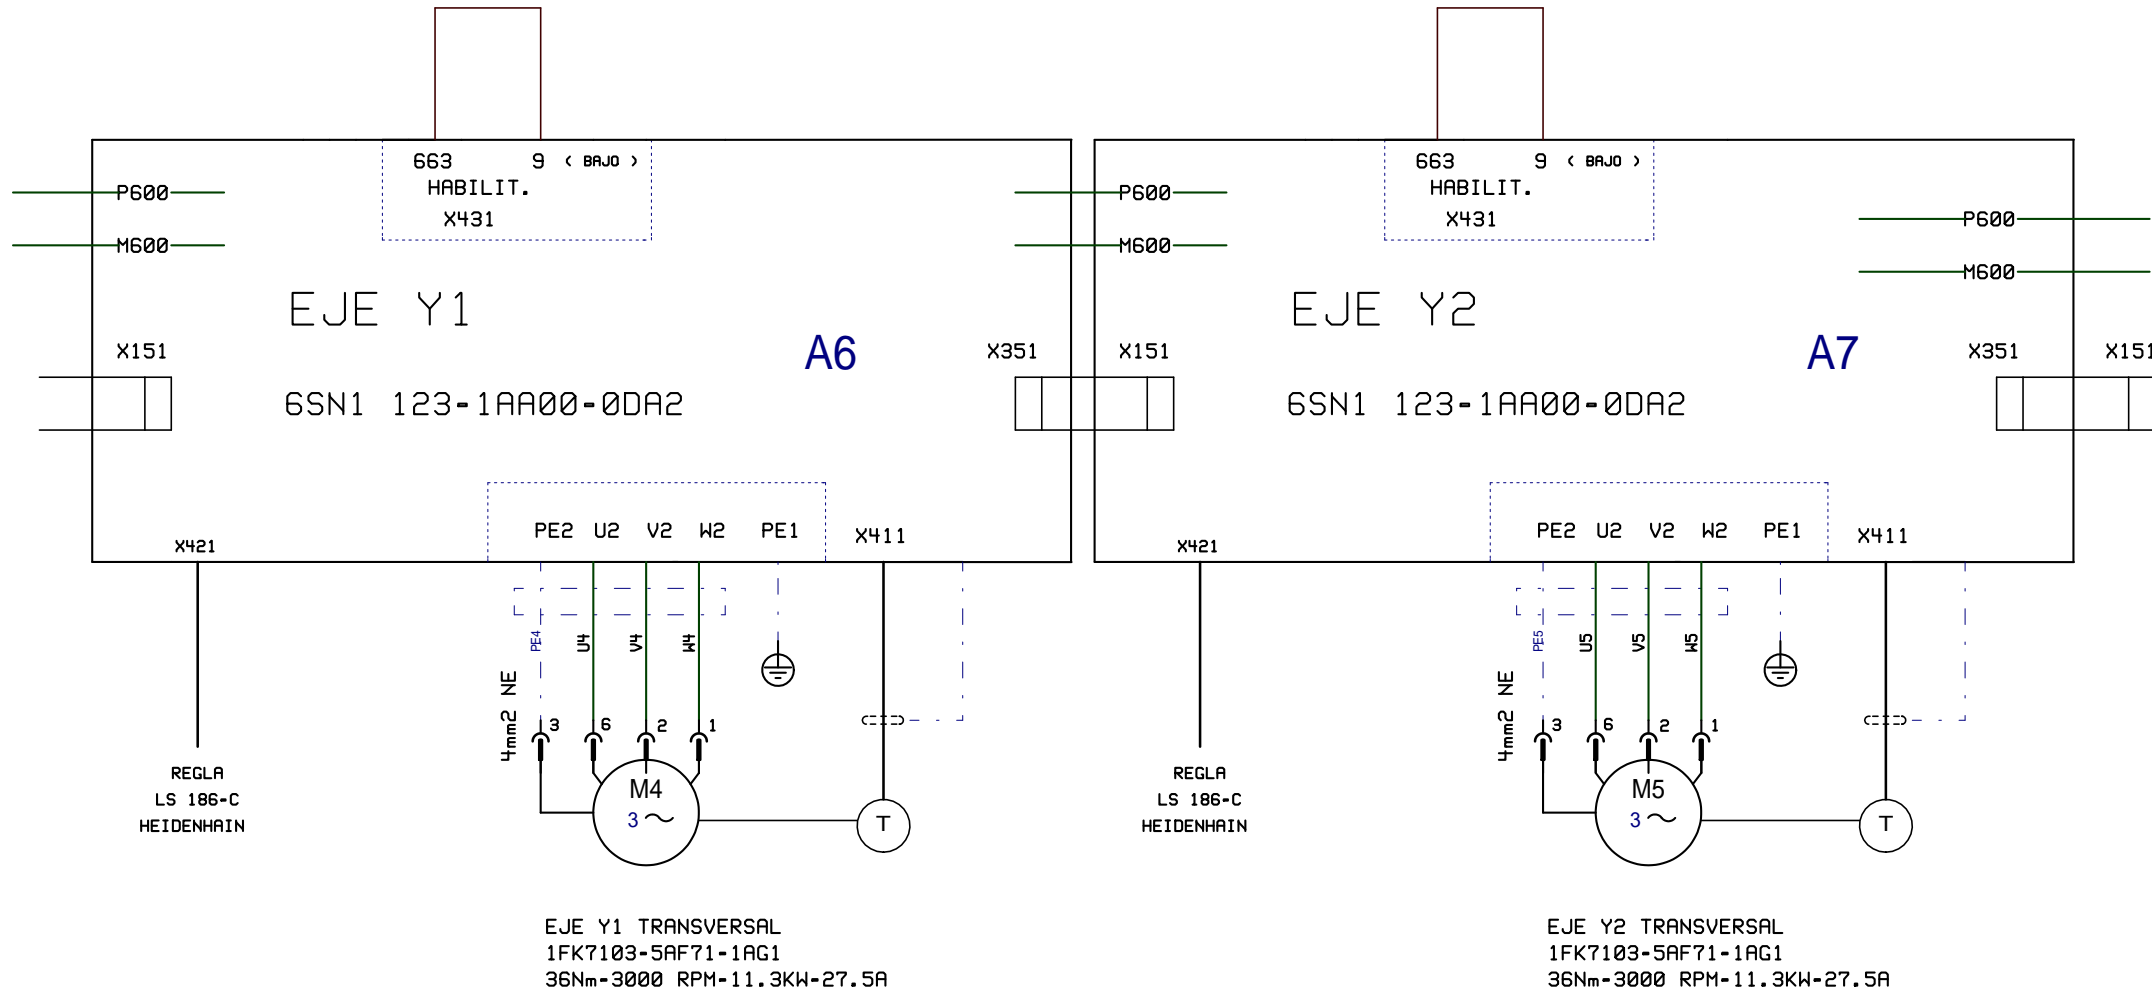 663 9 ( BAJO )
HABILIT.
X431
P600
M600
EJE Y1
A6
X151
X351
6SN1 123-1AA00-0DA2
PE2 U2 V2 W2 PE1
X411
X421
PE4 U4 V4 W4
4mm2 NE
3 6 2 1
M4
3
T
REGLA
LS 186-C
HEIDENHAIN
EJE Y1 TRANSVERSAL
1FK7103-5AF71-1AG1
36Nm-3000 RPM-11.3KW-27.5A
663 9 ( BAJO )
HABILIT.
X431
P600
M600
P600
M600
EJE Y2
A7
X151
X351
X151
6SN1 123-1AA00-0DA2
PE2 U2 V2 W2 PE1
X411
X421
PE5 U5 V5 W5
4mm2 NE
3 6 2 1
M5
3
T
REGLA
LS 186-C
HEIDENHAIN
EJE Y2 TRANSVERSAL
1FK7103-5AF71-1AG1
36Nm-3000 RPM-11.3KW-27.5A